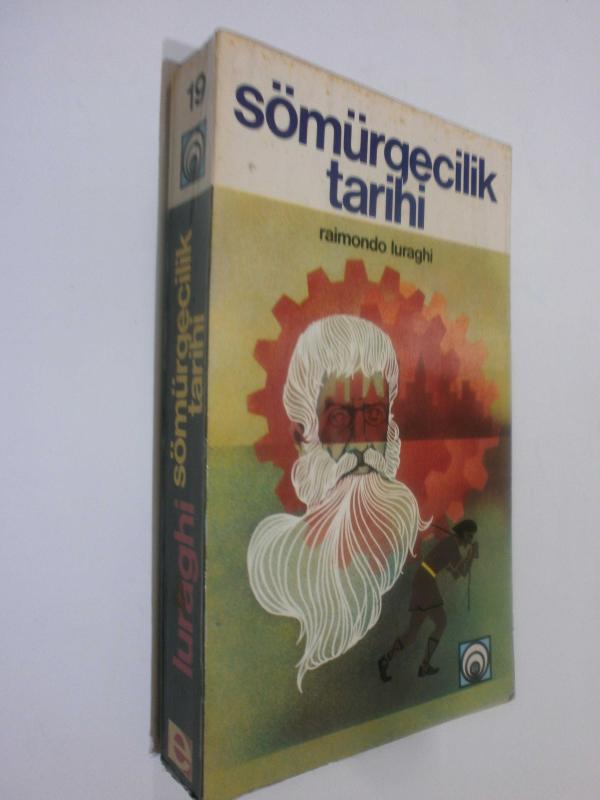 sömürgecilik
tarihi
raimondo luraghi
19
luraghi sömürgecilik
tarihi